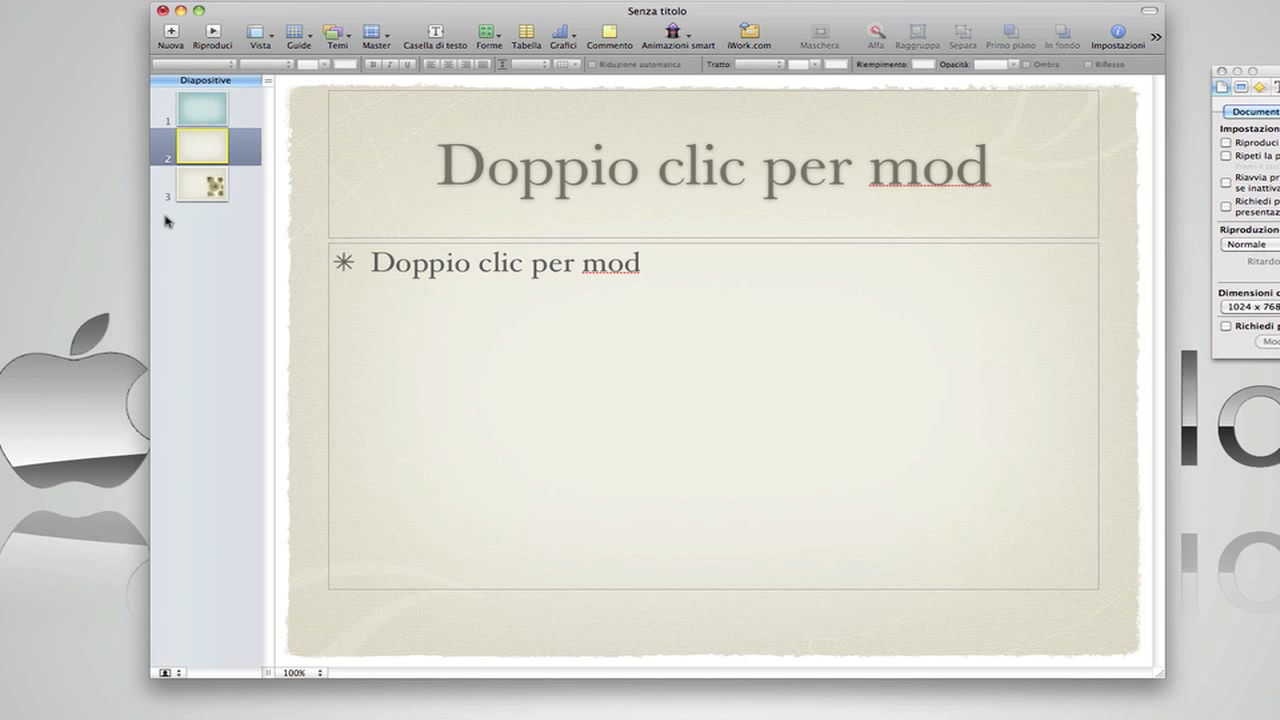 Senza titolo
Nuova Riproduci Vista Guide Temi Master Casella di testo Forme Tabella Grafici Commento Animazioni smart iWork.com Maschera Alfa Raggruppa Separa Primo piano In fondo Impostazioni
B I U Riduzione automatica Tratto: Riempimento: Opacità: Ombra Riflesso
Diapositive
1
2
3
Doppio clic per mod
Doppio clic per mod
100%
Document
Impostazion
Riproduci
Ripeti la p
Riavvia pr
se inattiva
Richiedi p
presentaz
Riproduzion
Normale
Ritardo
Dimensioni d
1024 x 768
Richiedi p
Mod